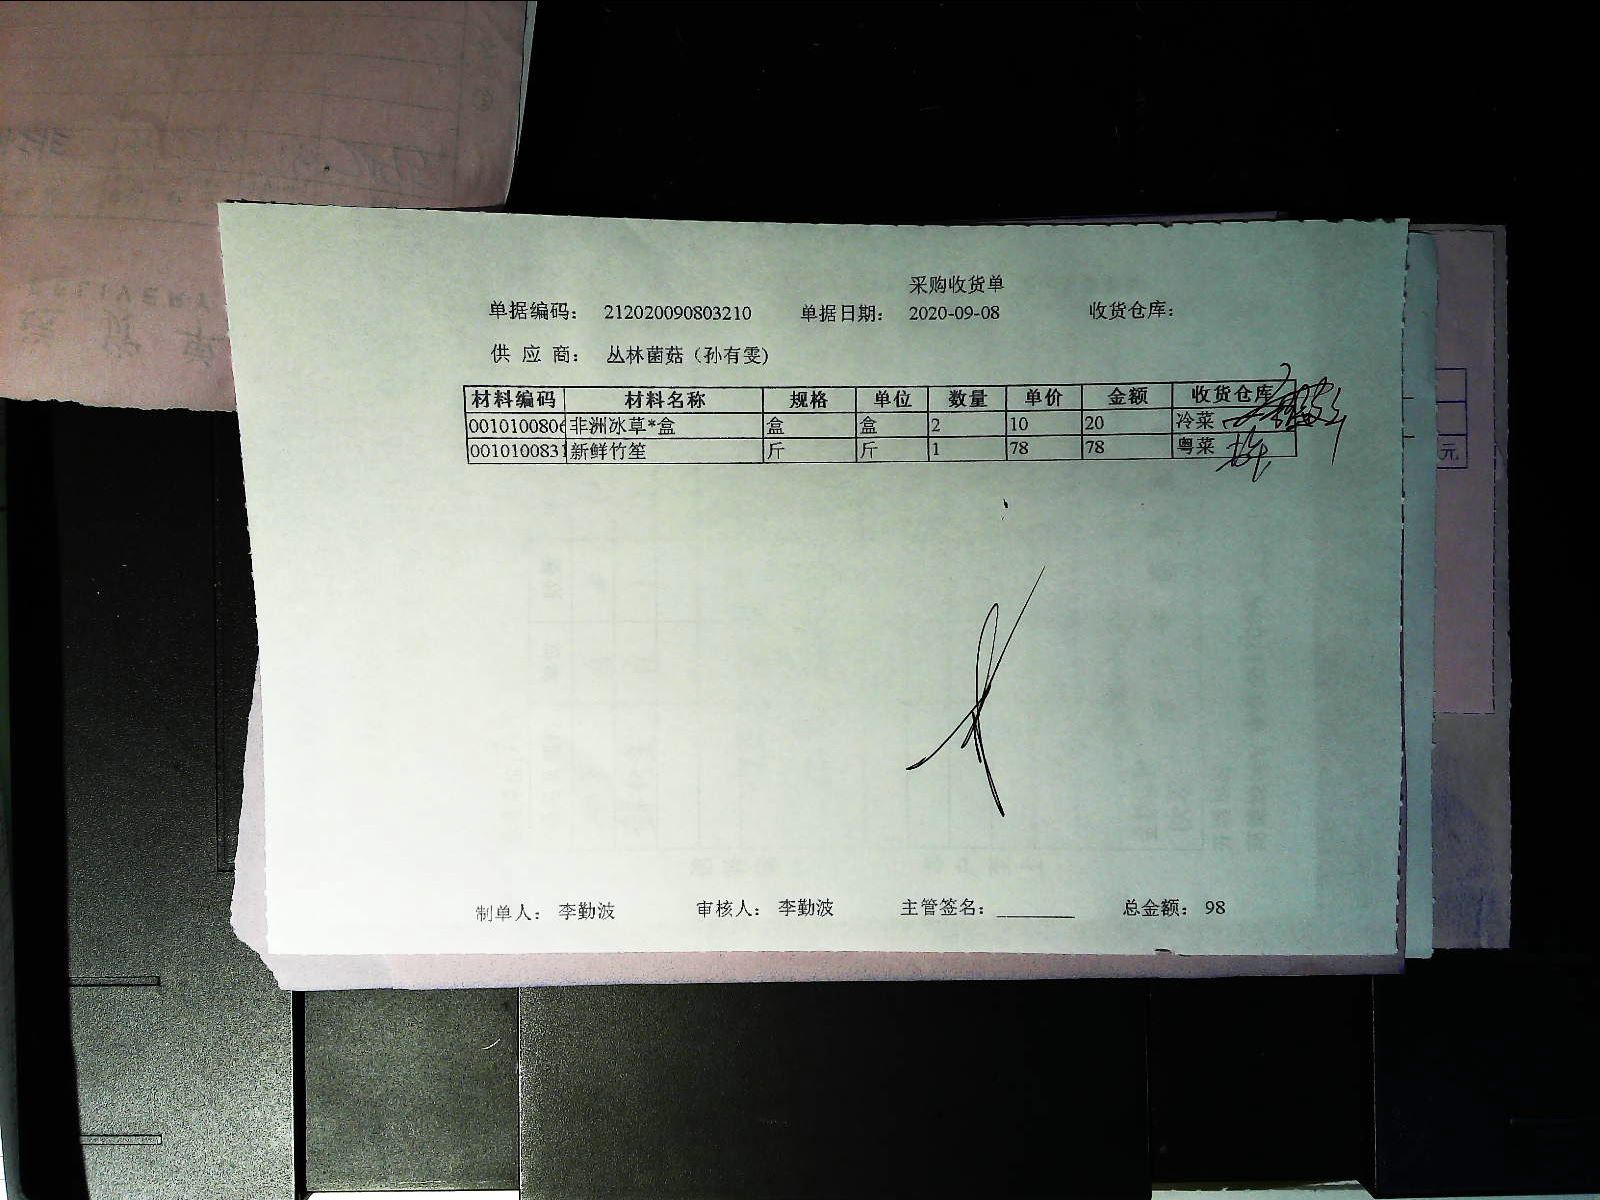 采购收货单
单据编码： 212020090803210 单据日期： 2020-09-08 收货仓库：
供 应 商： 丛林菌菇（孙有雯)
材料编码 材料名称 规格 单位 数量 单价 金额 收货仓库
0010100806 非洲冰草*盒 盒 盒 2 10 20 冷菜
0010100831 新鲜竹笙 斤 斤 1 78 78 粤菜
元
制单人： 李勤波 审核人： 李勤波 主管签名：________ 总金额： 98